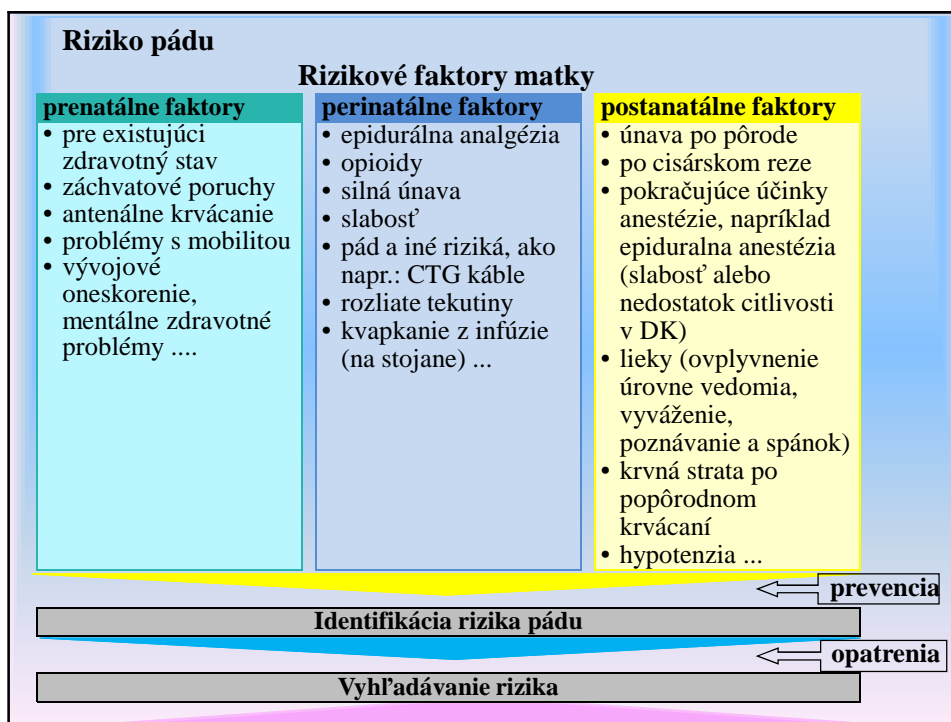 Riziko pádu
Rizikové faktory matky
prenatálne faktory
• pre existujúci
zdravotný stav
• záchvatové poruchy
• antenálne krvácanie
• problémy s mobilitou
• vývojové
oneskorenie,
mentálne zdravotné
problémy ....
perinatálne faktory
• epidurálna analgézia
• opioidy
• silná únava
• slabosť
• pád a iné riziká, ako
napr.: CTG káble
• rozliate tekutiny
• kvapkanie z infúzie
(na stojane) ...
postanatálne faktory
• únava po pôrode
• po cisárskom reze
• pokračujúce účinky
anestézie, napríklad
epiduralna anestézia
(slabosť alebo
nedostatok citlivosti
v DK)
• lieky (ovplyvnenie
úrovne vedomia,
vyváženie,
poznávanie a spánok)
• krvná strata po
popôrodnom
krvácaní
• hypotenzia ...
prevencia
Identifikácia rizika pádu
opatrenia
Vyhľadávanie rizika